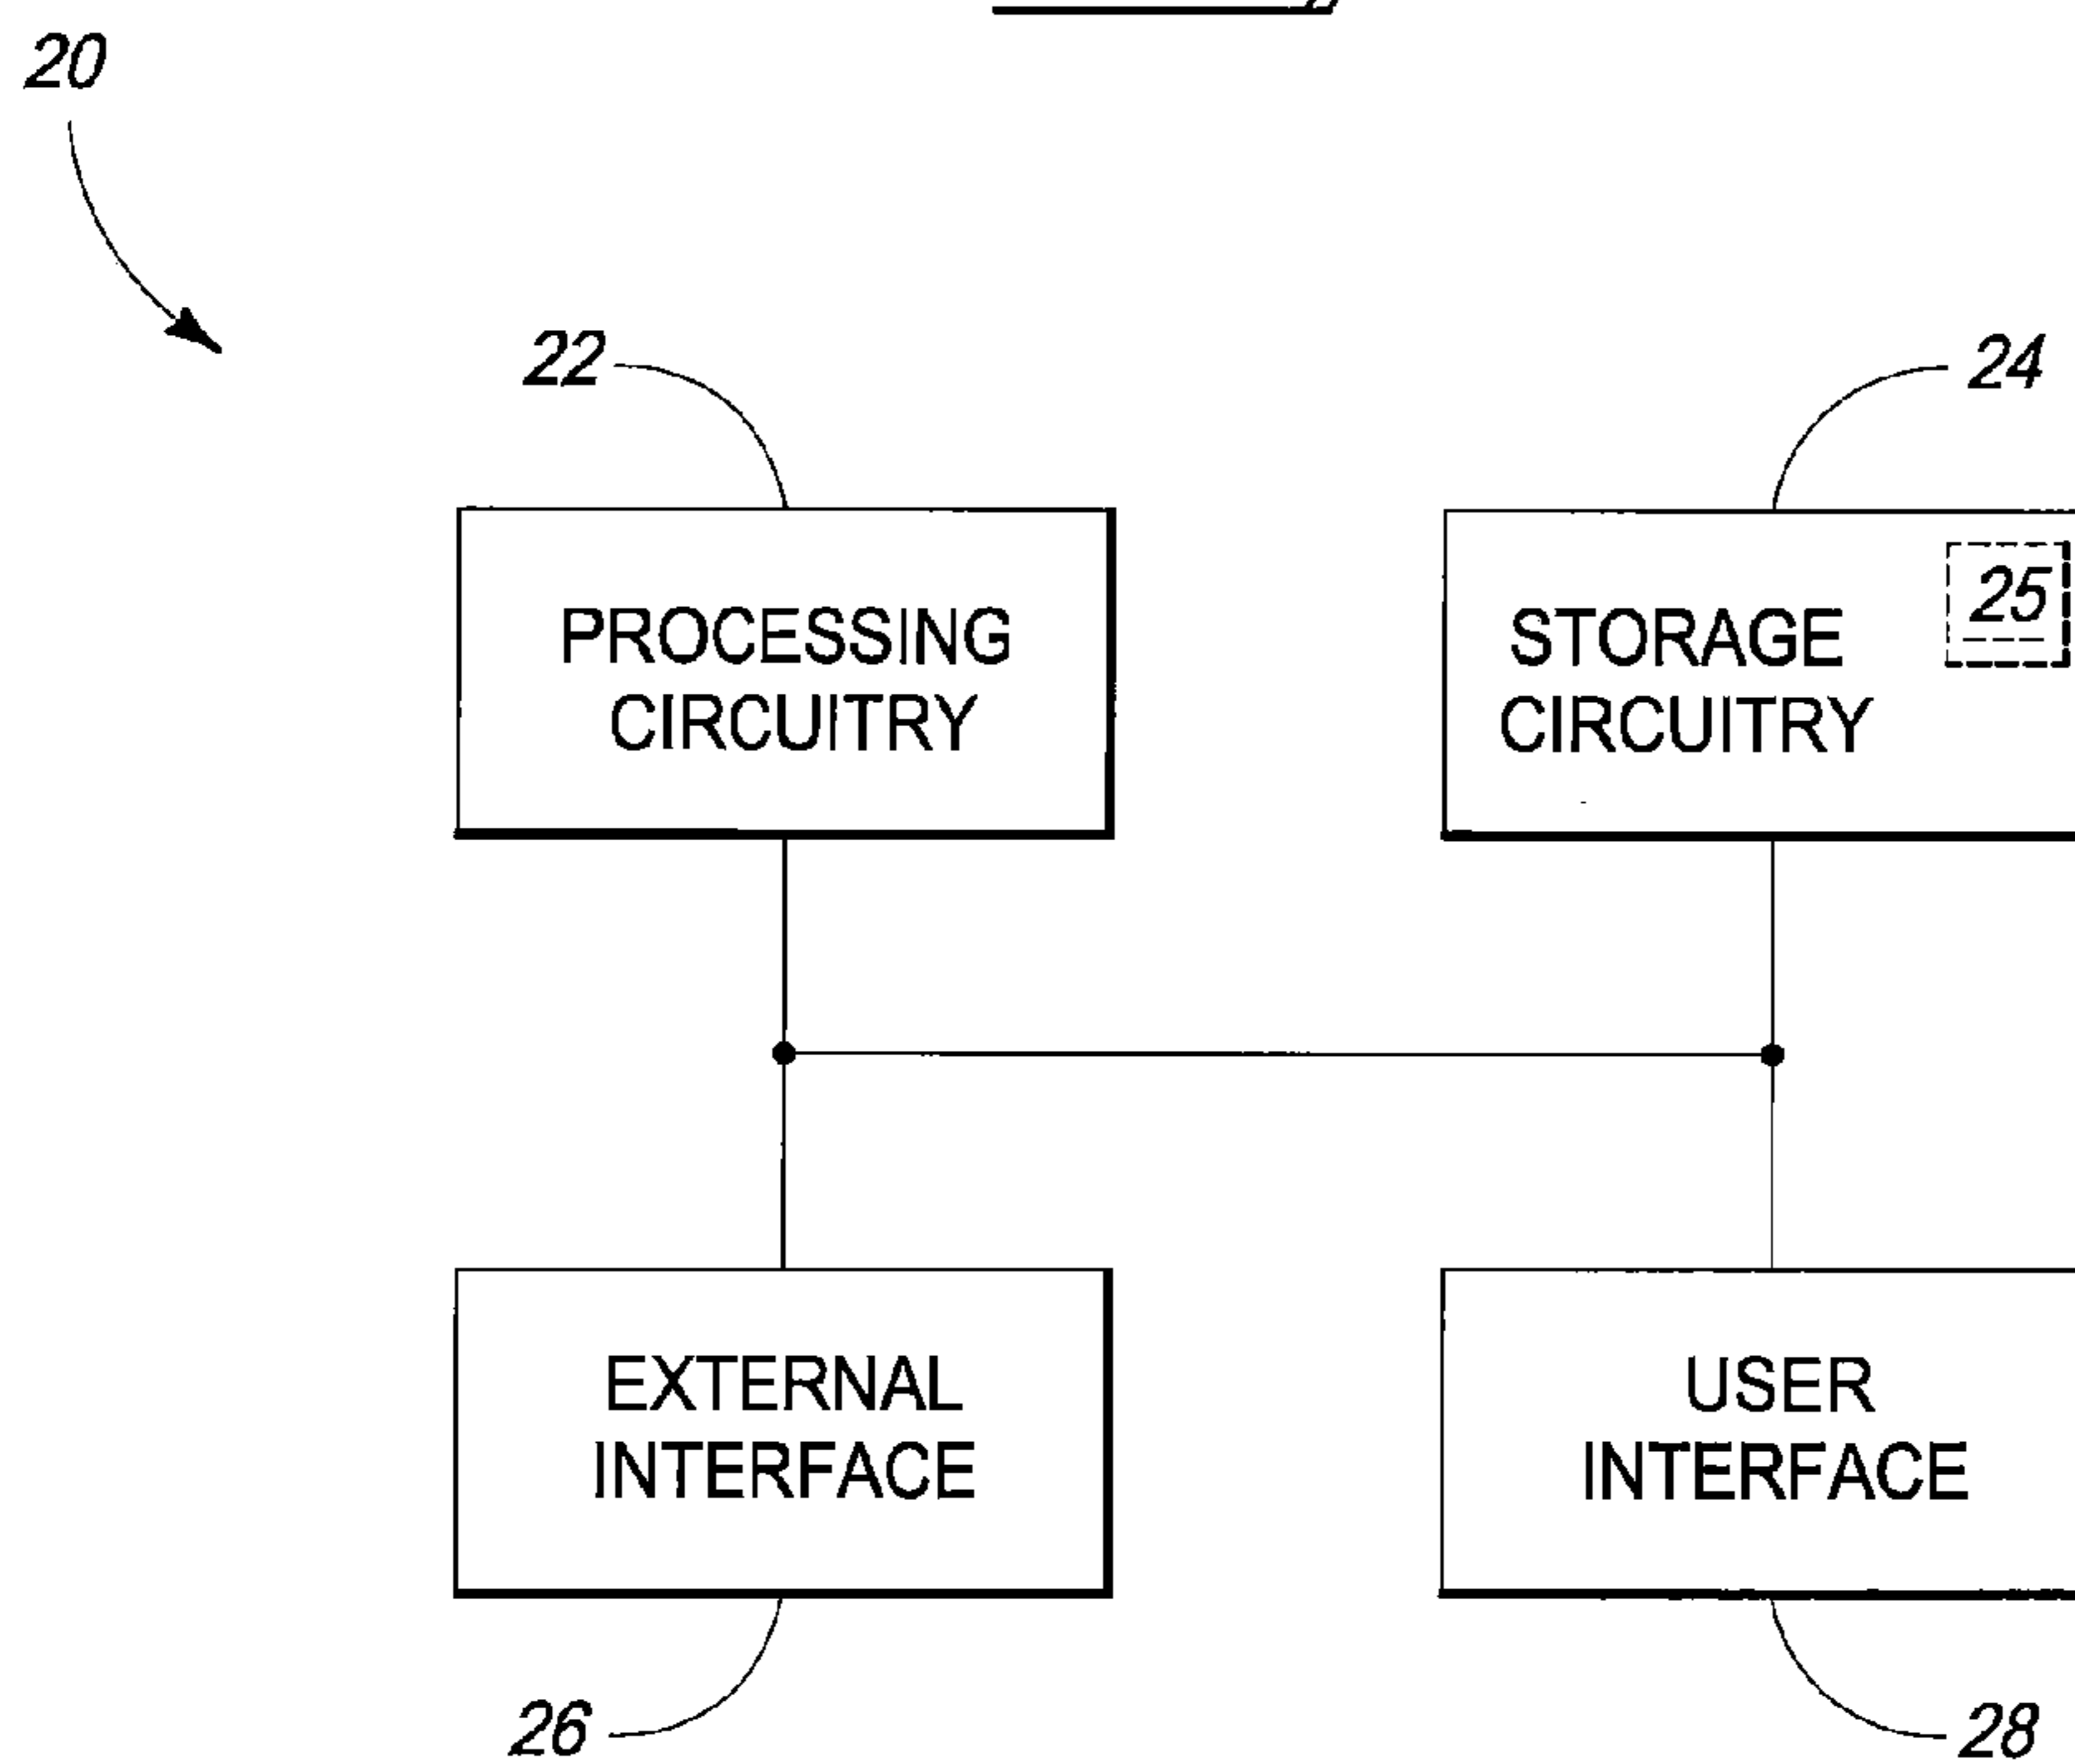 20
22
24
PROCESSING
CIRCUITRY
STORAGE
CIRCUITRY
25
EXTERNAL
INTERFACE
USER
INTERFACE
26
28